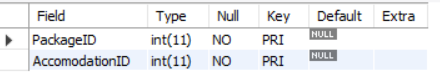 Field Type Null Key Default Extra
PackageID int(11) NO PRI NULL
AccomodationID int(11) NO PRI NULL